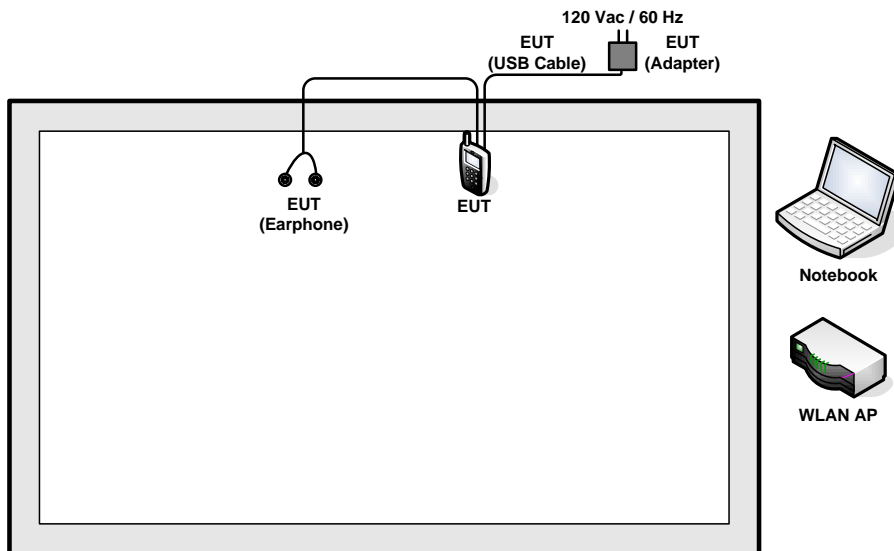 120 Vac / 60 Hz
EUT
(USB Cable)
EUT
(Adapter)
EUT
(Earphone)
EUT
Notebook
WLAN AP